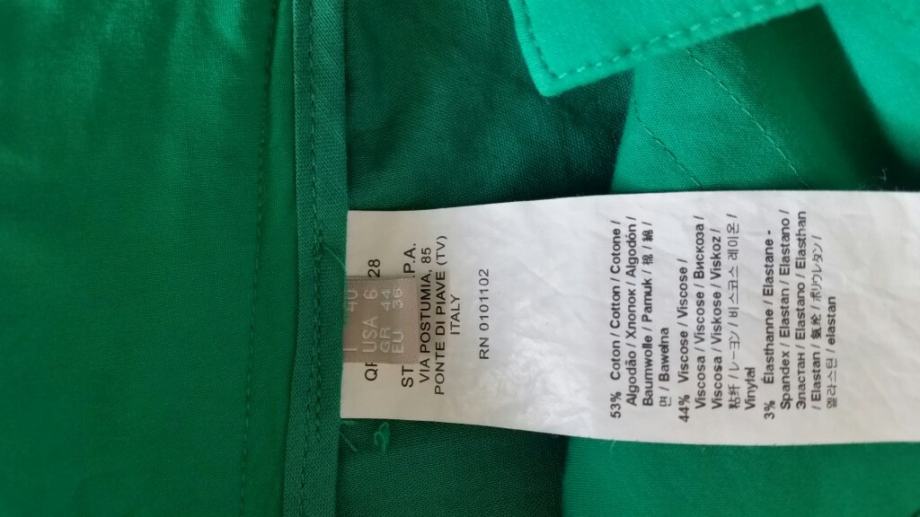 I 40
USA 6
GR 44
EU 36
28
P.A.
VIA POSTUMIA, 85
PONTE DI PIAVE (TV)
ITALY
RN 0101102
53% Coton / Cotton / Cotone /
Algodão / Хлопок / Algodón /
Baumwolle / Pamuk / 棉 / 綿 /
면 / Bawełna
44% Viscose / Viscose /
Viscosa / Viscose / Вискоза /
Viscosa / Viskose / Viskoz /
粘纤 / レーヨン / 비스코스 레이온 /
3% Élasthanne / Elastane -
Spandex / Elastan / Elastano /
Эластан / Elastano / Elasthan
/ Elastan / 氨纶 / ポリウレタン /
엘라스틴 / elastan